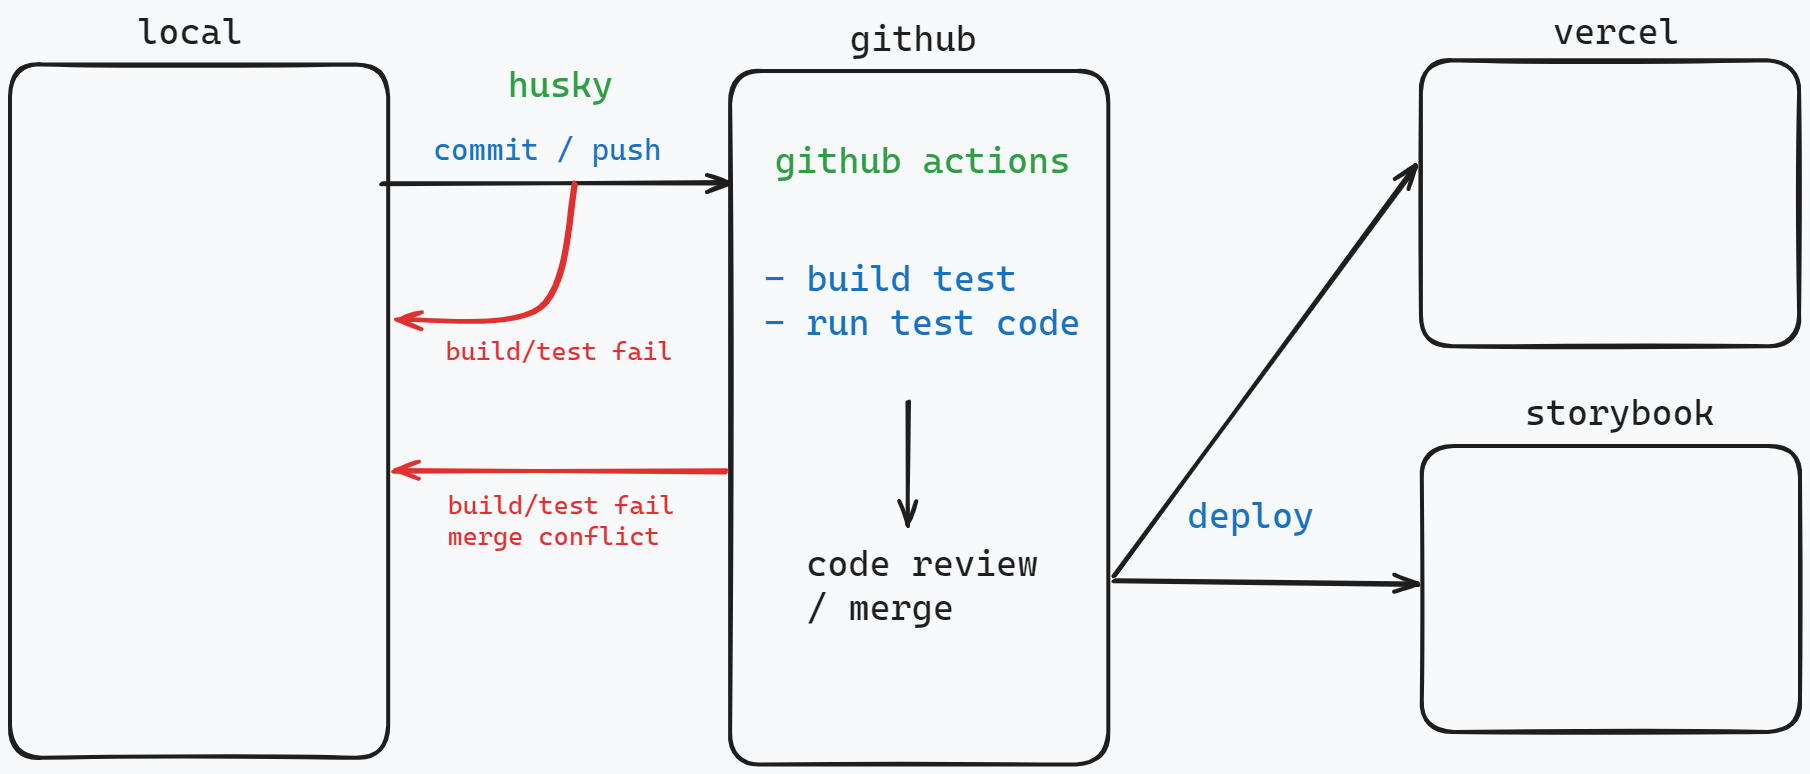 local
husky
commit / push
build/test fail
build/test fail
merge conflict
github
github actions
- build test
- run test code
code review
/ merge
deploy
vercel
storybook